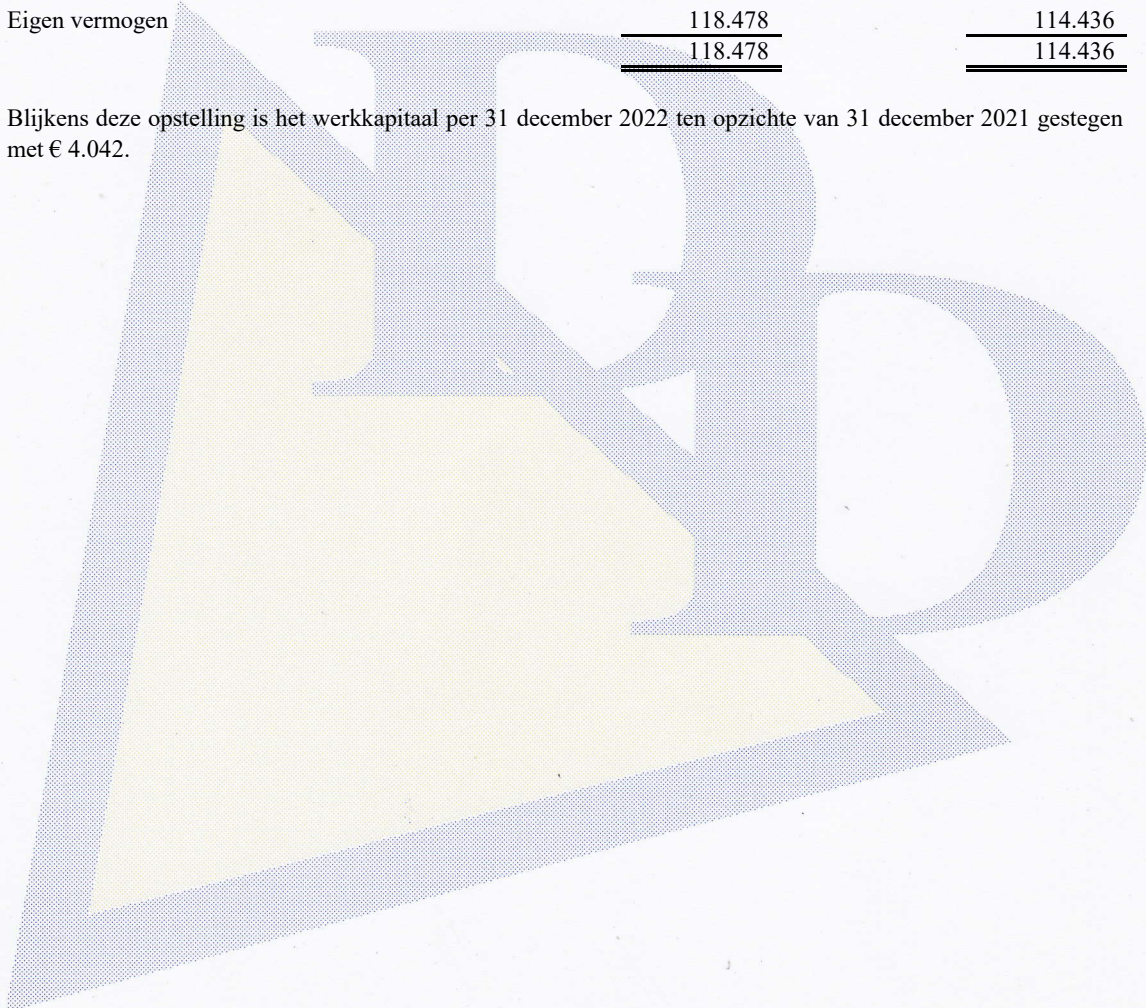 Eigen vermogen 118.478 114.436
118.478 114.436
Blijkens deze opstelling is het werkkapitaal per 31 december 2022 ten opzichte van 31 december 2021 gestegen
met € 4.042.